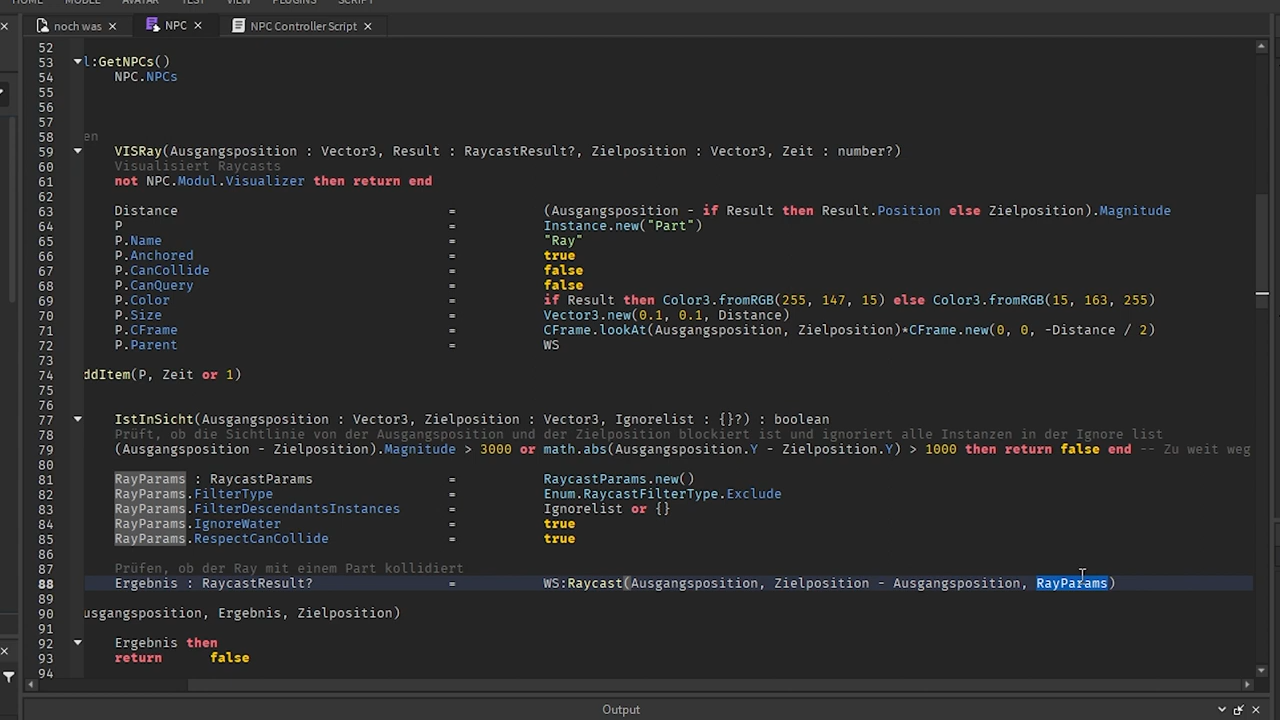 HOME MODEL AVATAR TEST VIEW PLUGINS SCRIPT
noch was NPC NPC Controller Script
52
53 l:GetNPCs()
54 NPC.NPCs
55
56
57
58 en
59 VISRay(Ausgangsposition : Vector3, Result : RaycastResult?, Zielposition : Vector3, Zeit : number?)
60 Visualisiert Raycasts
61 not NPC.Modul.Visualizer then return end
62
63 Distance = (Ausgangsposition - if Result then Result.Position else Zielposition).Magnitude
64 P = Instance.new("Part")
65 P.Name = "Ray"
66 P.Anchored = true
67 P.CanCollide = false
68 P.CanQuery = false
69 P.Color = if Result then Color3.fromRGB(255, 147, 15) else Color3.fromRGB(15, 163, 255)
70 P.Size = Vector3.new(0.1, 0.1, Distance)
71 P.CFrame = CFrame.lookAt(Ausgangsposition, Zielposition)*CFrame.new(0, 0, -Distance / 2)
72 P.Parent = WS
73
74 ddItem(P, Zeit or 1)
75
76
77 IstInSicht(Ausgangsposition : Vector3, Zielposition : Vector3, Ignorelist : {}?) : boolean
78 Prüft, ob die Sichtlinie von der Ausgangsposition und der Zielposition blockiert ist und ignoriert alle Instanzen in der Ignore list
79 (Ausgangsposition - Zielposition).Magnitude > 3000 or math.abs(Ausgangsposition.Y - Zielposition.Y) > 1000 then return false end -- Zu weit weg
80
81 RayParams : RaycastParams = RaycastParams.new()
82 RayParams.FilterType = Enum.RaycastFilterType.Exclude
83 RayParams.FilterDescendantsInstances = Ignorelist or {}
84 RayParams.IgnoreWater = true
85 RayParams.RespectCanCollide = true
86
87 Prüfen, ob der Ray mit einem Part kollidiert
88 Ergebnis : RaycastResult? = WS:Raycast(Ausgangsposition, Zielposition - Ausgangsposition, RayParams)
89
90 usgangsposition, Ergebnis, Zielposition)
91
92 Ergebnis then
93 return false
94
Output